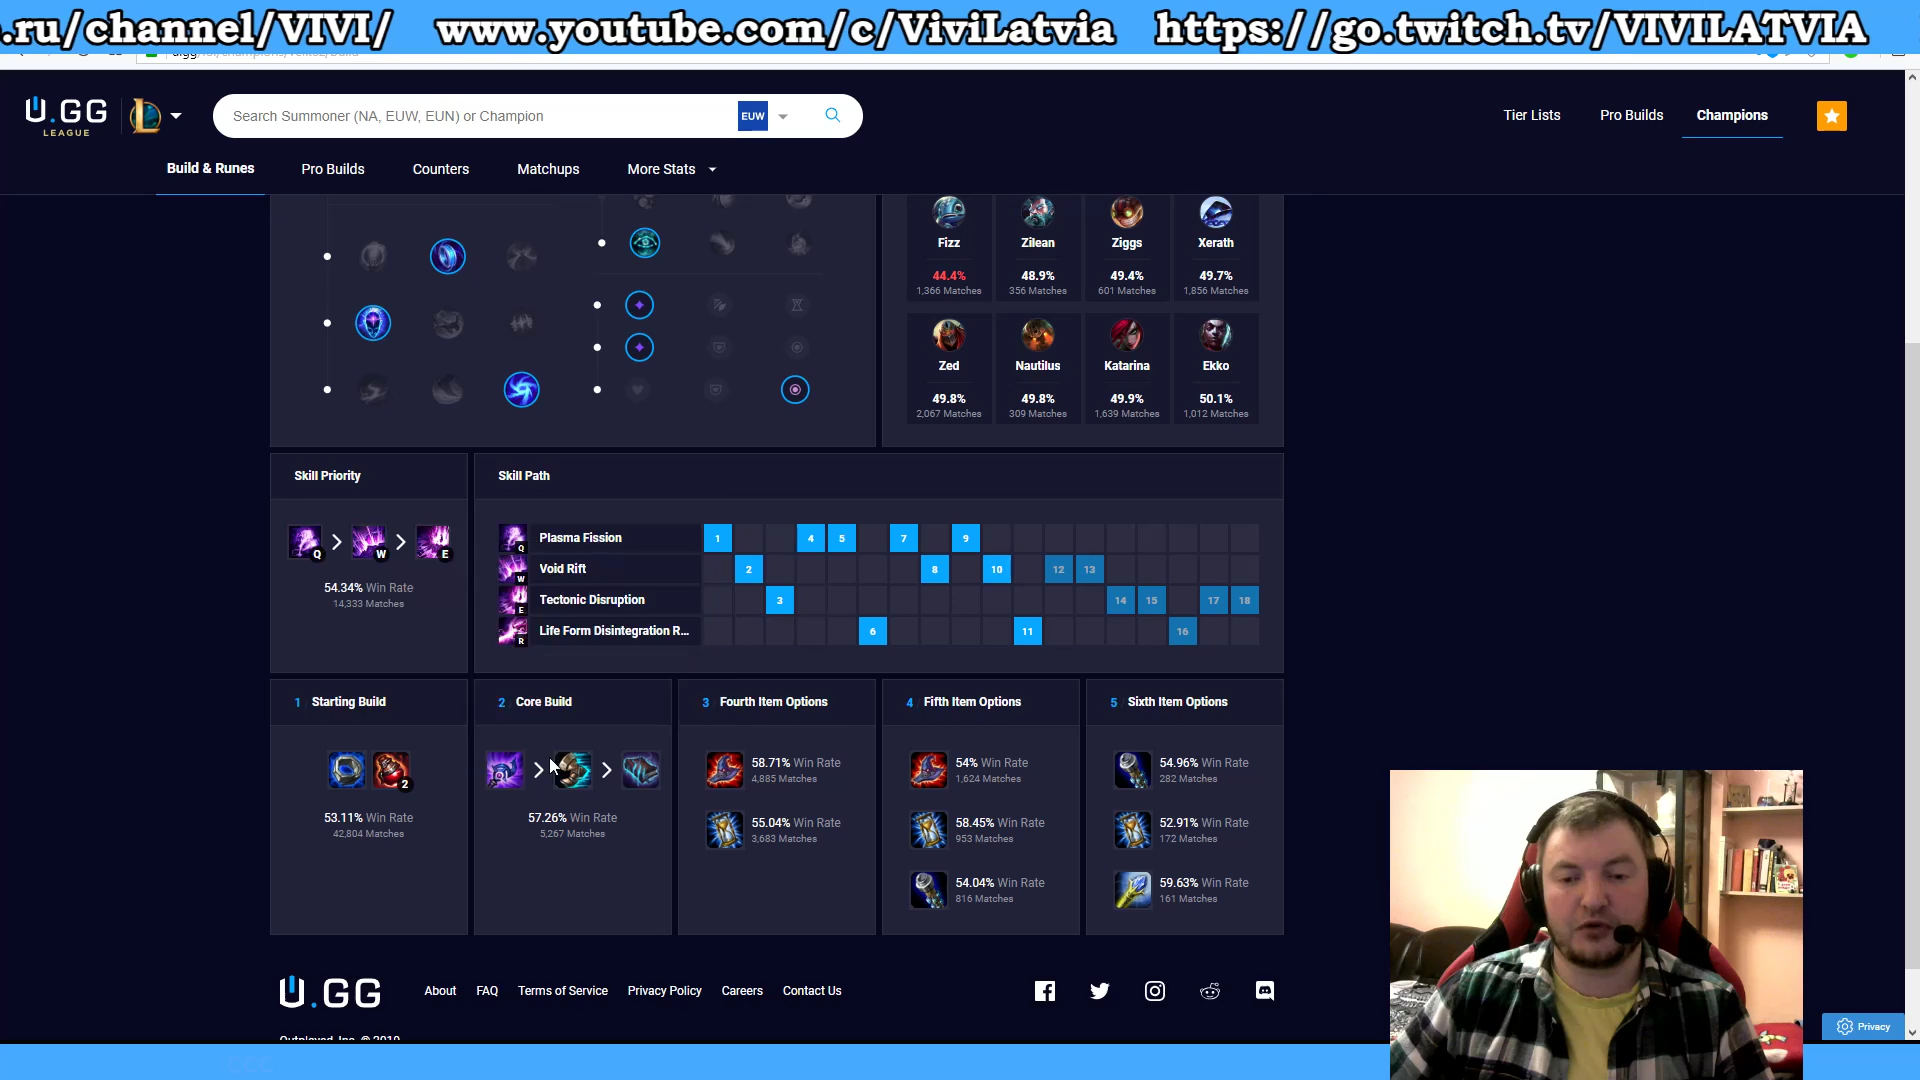 o.ru/channel/VIVI/ www.youtube.com/c/ViviLatvia https://go.twitch.tv/VIVILATVIA
U.GG
LEAGUE
Search Summoner (NA, EUW, EUN) or Champion
EUW
Tier Lists
Pro Builds
Champions
Build & Runes
Pro Builds
Counters
Matchups
More Stats
Fizz Zilean Ziggs Xerath
44.4% 48.9% 49.4% 49.7%
1,366 Matches 356 Matches 601 Matches 1,856 Matches
Zed Nautilus Katarina Ekko
49.8% 49.8% 49.9% 50.1%
2,067 Matches 309 Matches 1,639 Matches 1,012 Matches
Skill Priority
Q W E
54.34% Win Rate
14,333 Matches
Skill Path
Q Plasma Fission 1 4 5 7 9
W Void Rift 2 8 10 12 13
E Tectonic Disruption 3 14 15 17 18
R Life Form Disintegration R... 6 11 16
1 Starting Build
2
53.11% Win Rate
42,804 Matches
2 Core Build
57.26% Win Rate
5,267 Matches
3 Fourth Item Options
58.71% Win Rate
4,885 Matches
55.04% Win Rate
3,683 Matches
4 Fifth Item Options
54% Win Rate
1,624 Matches
58.45% Win Rate
953 Matches
54.04% Win Rate
816 Matches
5 Sixth Item Options
54.96% Win Rate
282 Matches
52.91% Win Rate
172 Matches
59.63% Win Rate
161 Matches
U.GG
About FAQ Terms of Service Privacy Policy Careers Contact Us
Privacy